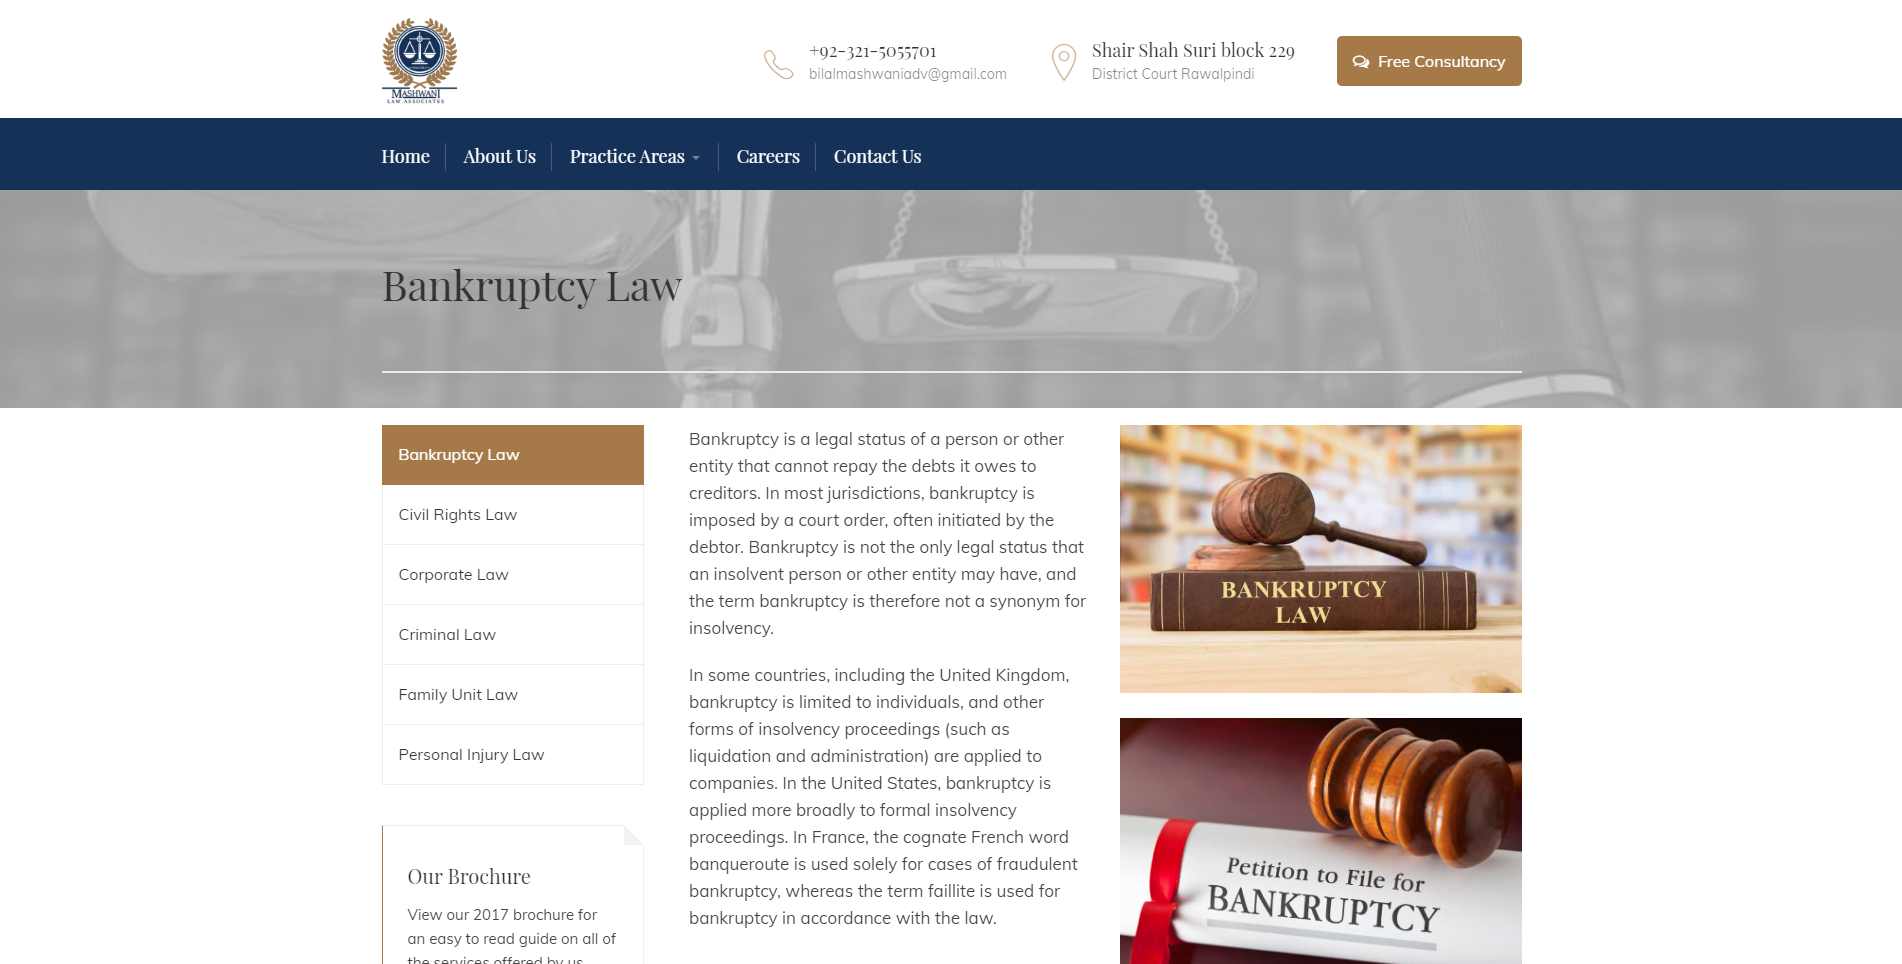 MASHWANI
LAW ASSOCIATES
+92-321-5055701
bilalmashwaniadv@gmail.com
Shair Shah Suri block 229
District Court Rawalpindi
Free Consultancy
Home
About Us
Practice Areas
Careers
Contact Us
Bankruptcy Law
Bankruptcy Law
Civil Rights Law
Corporate Law
Criminal Law
Family Unit Law
Personal Injury Law
Our Brochure
View our 2017 brochure for
an easy to read guide on all of
the services offered by us
Bankruptcy is a legal status of a person or other
entity that cannot repay the debts it owes to
creditors. In most jurisdictions, bankruptcy is
imposed by a court order, often initiated by the
debtor. Bankruptcy is not the only legal status that
an insolvent person or other entity may have, and
the term bankruptcy is therefore not a synonym for
insolvency.
In some countries, including the United Kingdom,
bankruptcy is limited to individuals, and other
forms of insolvency proceedings (such as
liquidation and administration) are applied to
companies. In the United States, bankruptcy is
applied more broadly to formal insolvency
proceedings. In France, the cognate French word
banqueroute is used solely for cases of fraudulent
bankruptcy, whereas the term faillite is used for
bankruptcy in accordance with the law.
BANKRUPTCY
LAW
Petition to File for
BANKRUPTCY